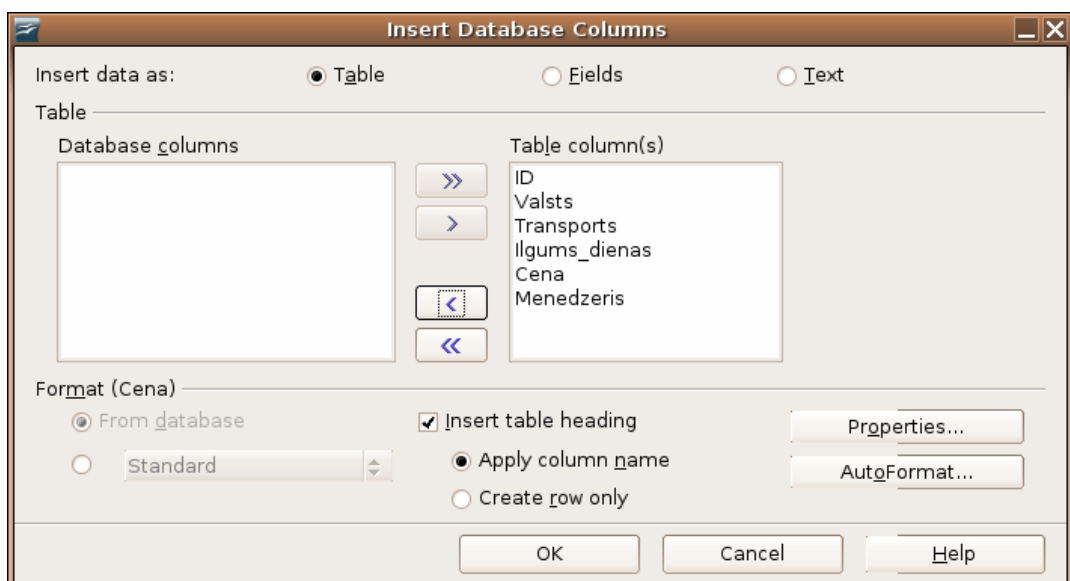 Insert Database Columns
Insert data as: Table Fields Text
Table
Database columns Table column(s)
ID
Valsts
Transports
Ilgums_dienas
Cena
Menedzeris
Format (Cena)
From database Insert table heading Properties...
Standard Apply column name AutoFormat...
Create row only
OK Cancel Help